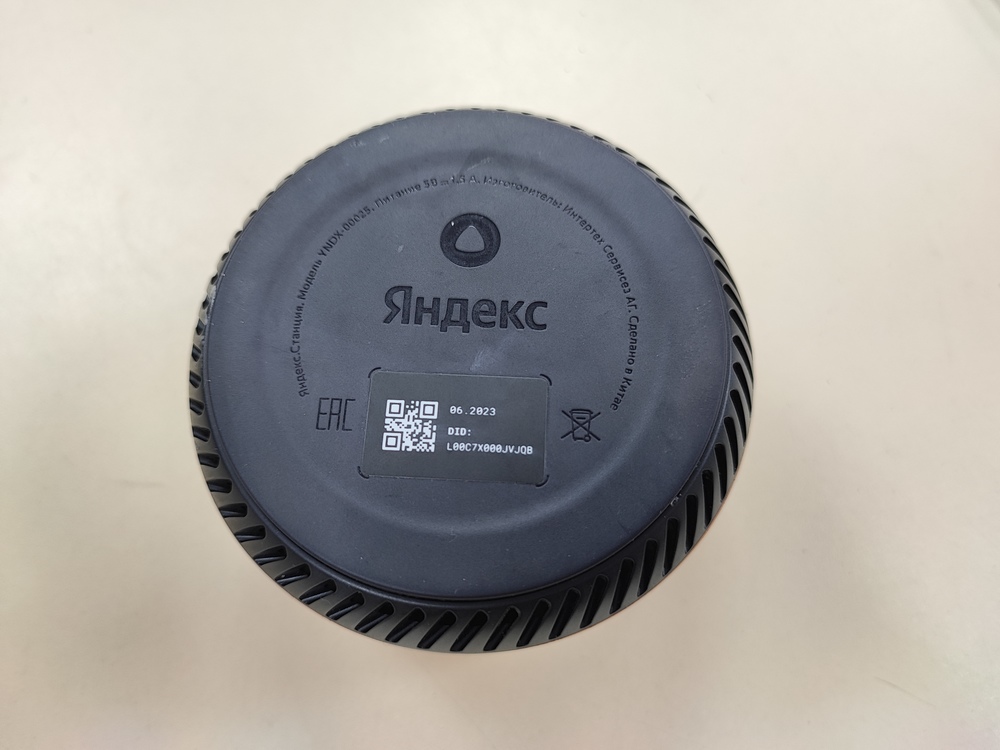 Яндекс.Станция. Модель YNDX-00025. Питание 5В ⎓ 1.5 А. Изготовитель: Интертех Сервисез АГ. Сделано в Китае
Яндекс
EAC
06.2023
DID:
L00C7X000JVJQB